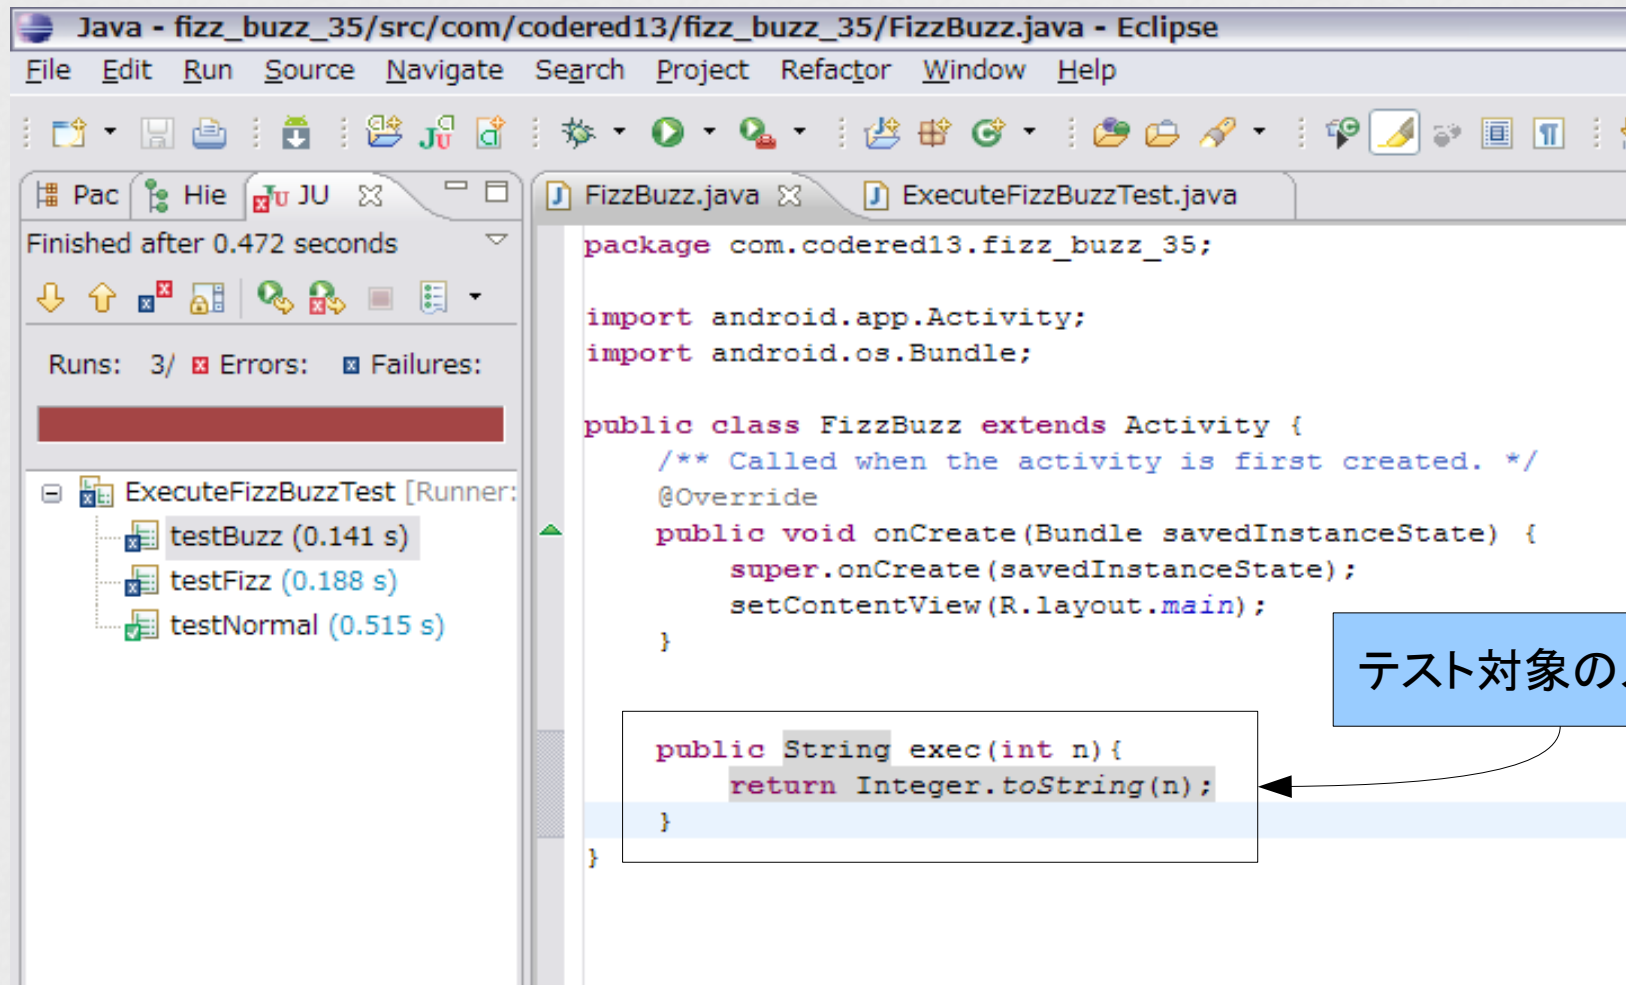 Java - fizz_buzz_35/src/com/codered13/fizz_buzz_35/FizzBuzz.java - Eclipse
File Edit Run Source Navigate Search Project Refactor Window Help
Pac Hie JU
FizzBuzz.java ExecuteFizzBuzzTest.java
Finished after 0.472 seconds
Runs: 3/ Errors: Failures:
ExecuteFizzBuzzTest [Runner:
testBuzz (0.141 s)
testFizz (0.188 s)
testNormal (0.515 s)
package com.codered13.fizz_buzz_35;
import android.app.Activity;
import android.os.Bundle;
public class FizzBuzz extends Activity {
/** Called when the activity is first created. */
@Override
public void onCreate(Bundle savedInstanceState) {
super.onCreate(savedInstanceState);
setContentView(R.layout.main);
}
テスト対象の
public String exec(int n){
return Integer.toString(n);
}
}